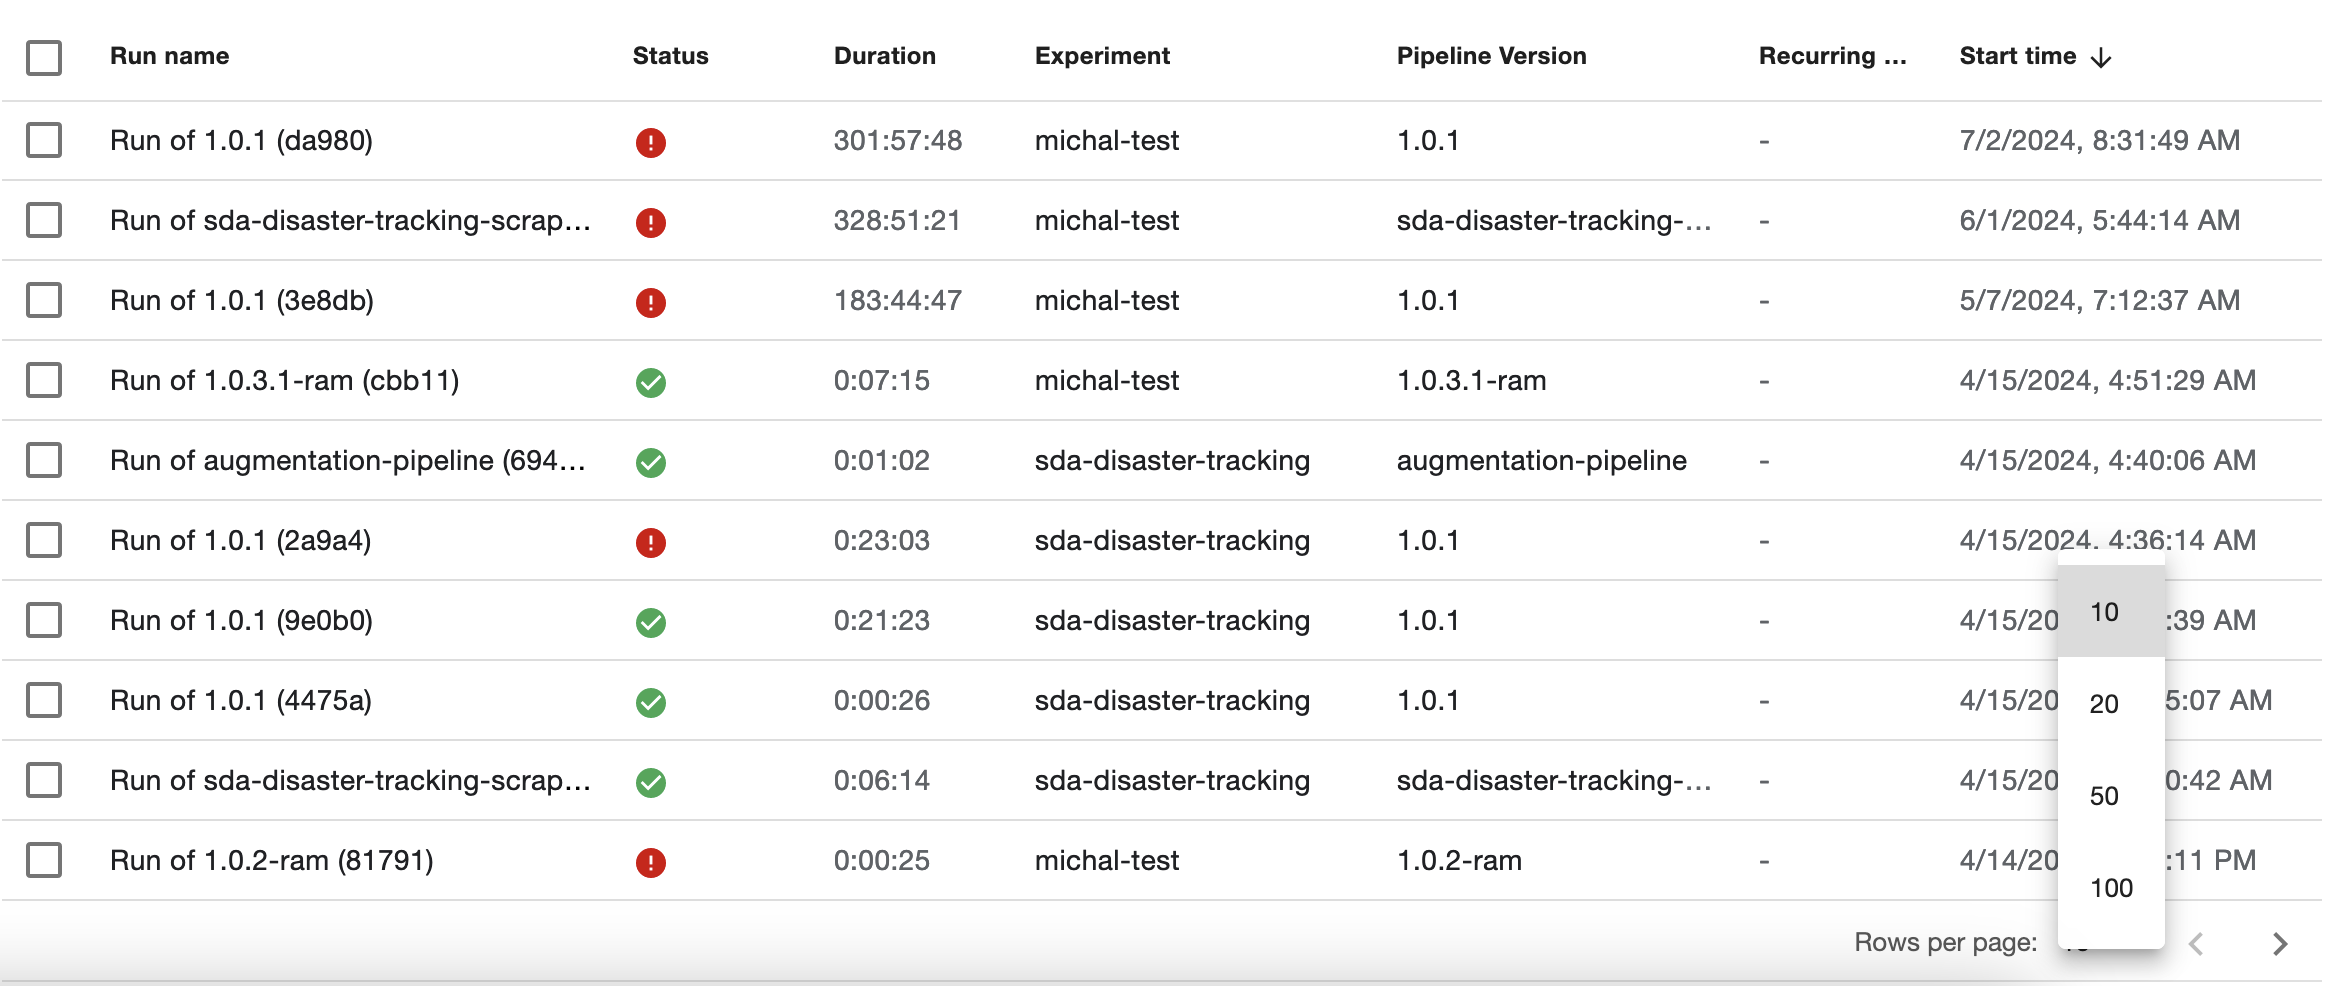 Run name Status Duration Experiment Pipeline Version Recurring ... Start time
Run of 1.0.1 (da980) 301:57:48 michal-test 1.0.1 - 7/2/2024, 8:31:49 AM
Run of sda-disaster-tracking-scrap... 328:51:21 michal-test sda-disaster-tracking-... - 6/1/2024, 5:44:14 AM
Run of 1.0.1 (3e8db) 183:44:47 michal-test 1.0.1 - 5/7/2024, 7:12:37 AM
Run of 1.0.3.1-ram (cbb11) 0:07:15 michal-test 1.0.3.1-ram - 4/15/2024, 4:51:29 AM
Run of augmentation-pipeline (694... 0:01:02 sda-disaster-tracking augmentation-pipeline - 4/15/2024, 4:40:06 AM
Run of 1.0.1 (2a9a4) 0:23:03 sda-disaster-tracking 1.0.1 - 4/15/2024, 4:36:14 AM
Run of 1.0.1 (9e0b0) 0:21:23 sda-disaster-tracking 1.0.1 - 4/15/20 10 :39 AM
Run of 1.0.1 (4475a) 0:00:26 sda-disaster-tracking 1.0.1 - 4/15/20 20 5:07 AM
Run of sda-disaster-tracking-scrap... 0:06:14 sda-disaster-tracking sda-disaster-tracking-... - 4/15/20 50 0:42 AM
Run of 1.0.2-ram (81791) 0:00:25 michal-test 1.0.2-ram - 4/14/20 100 :11 PM
Rows per page: